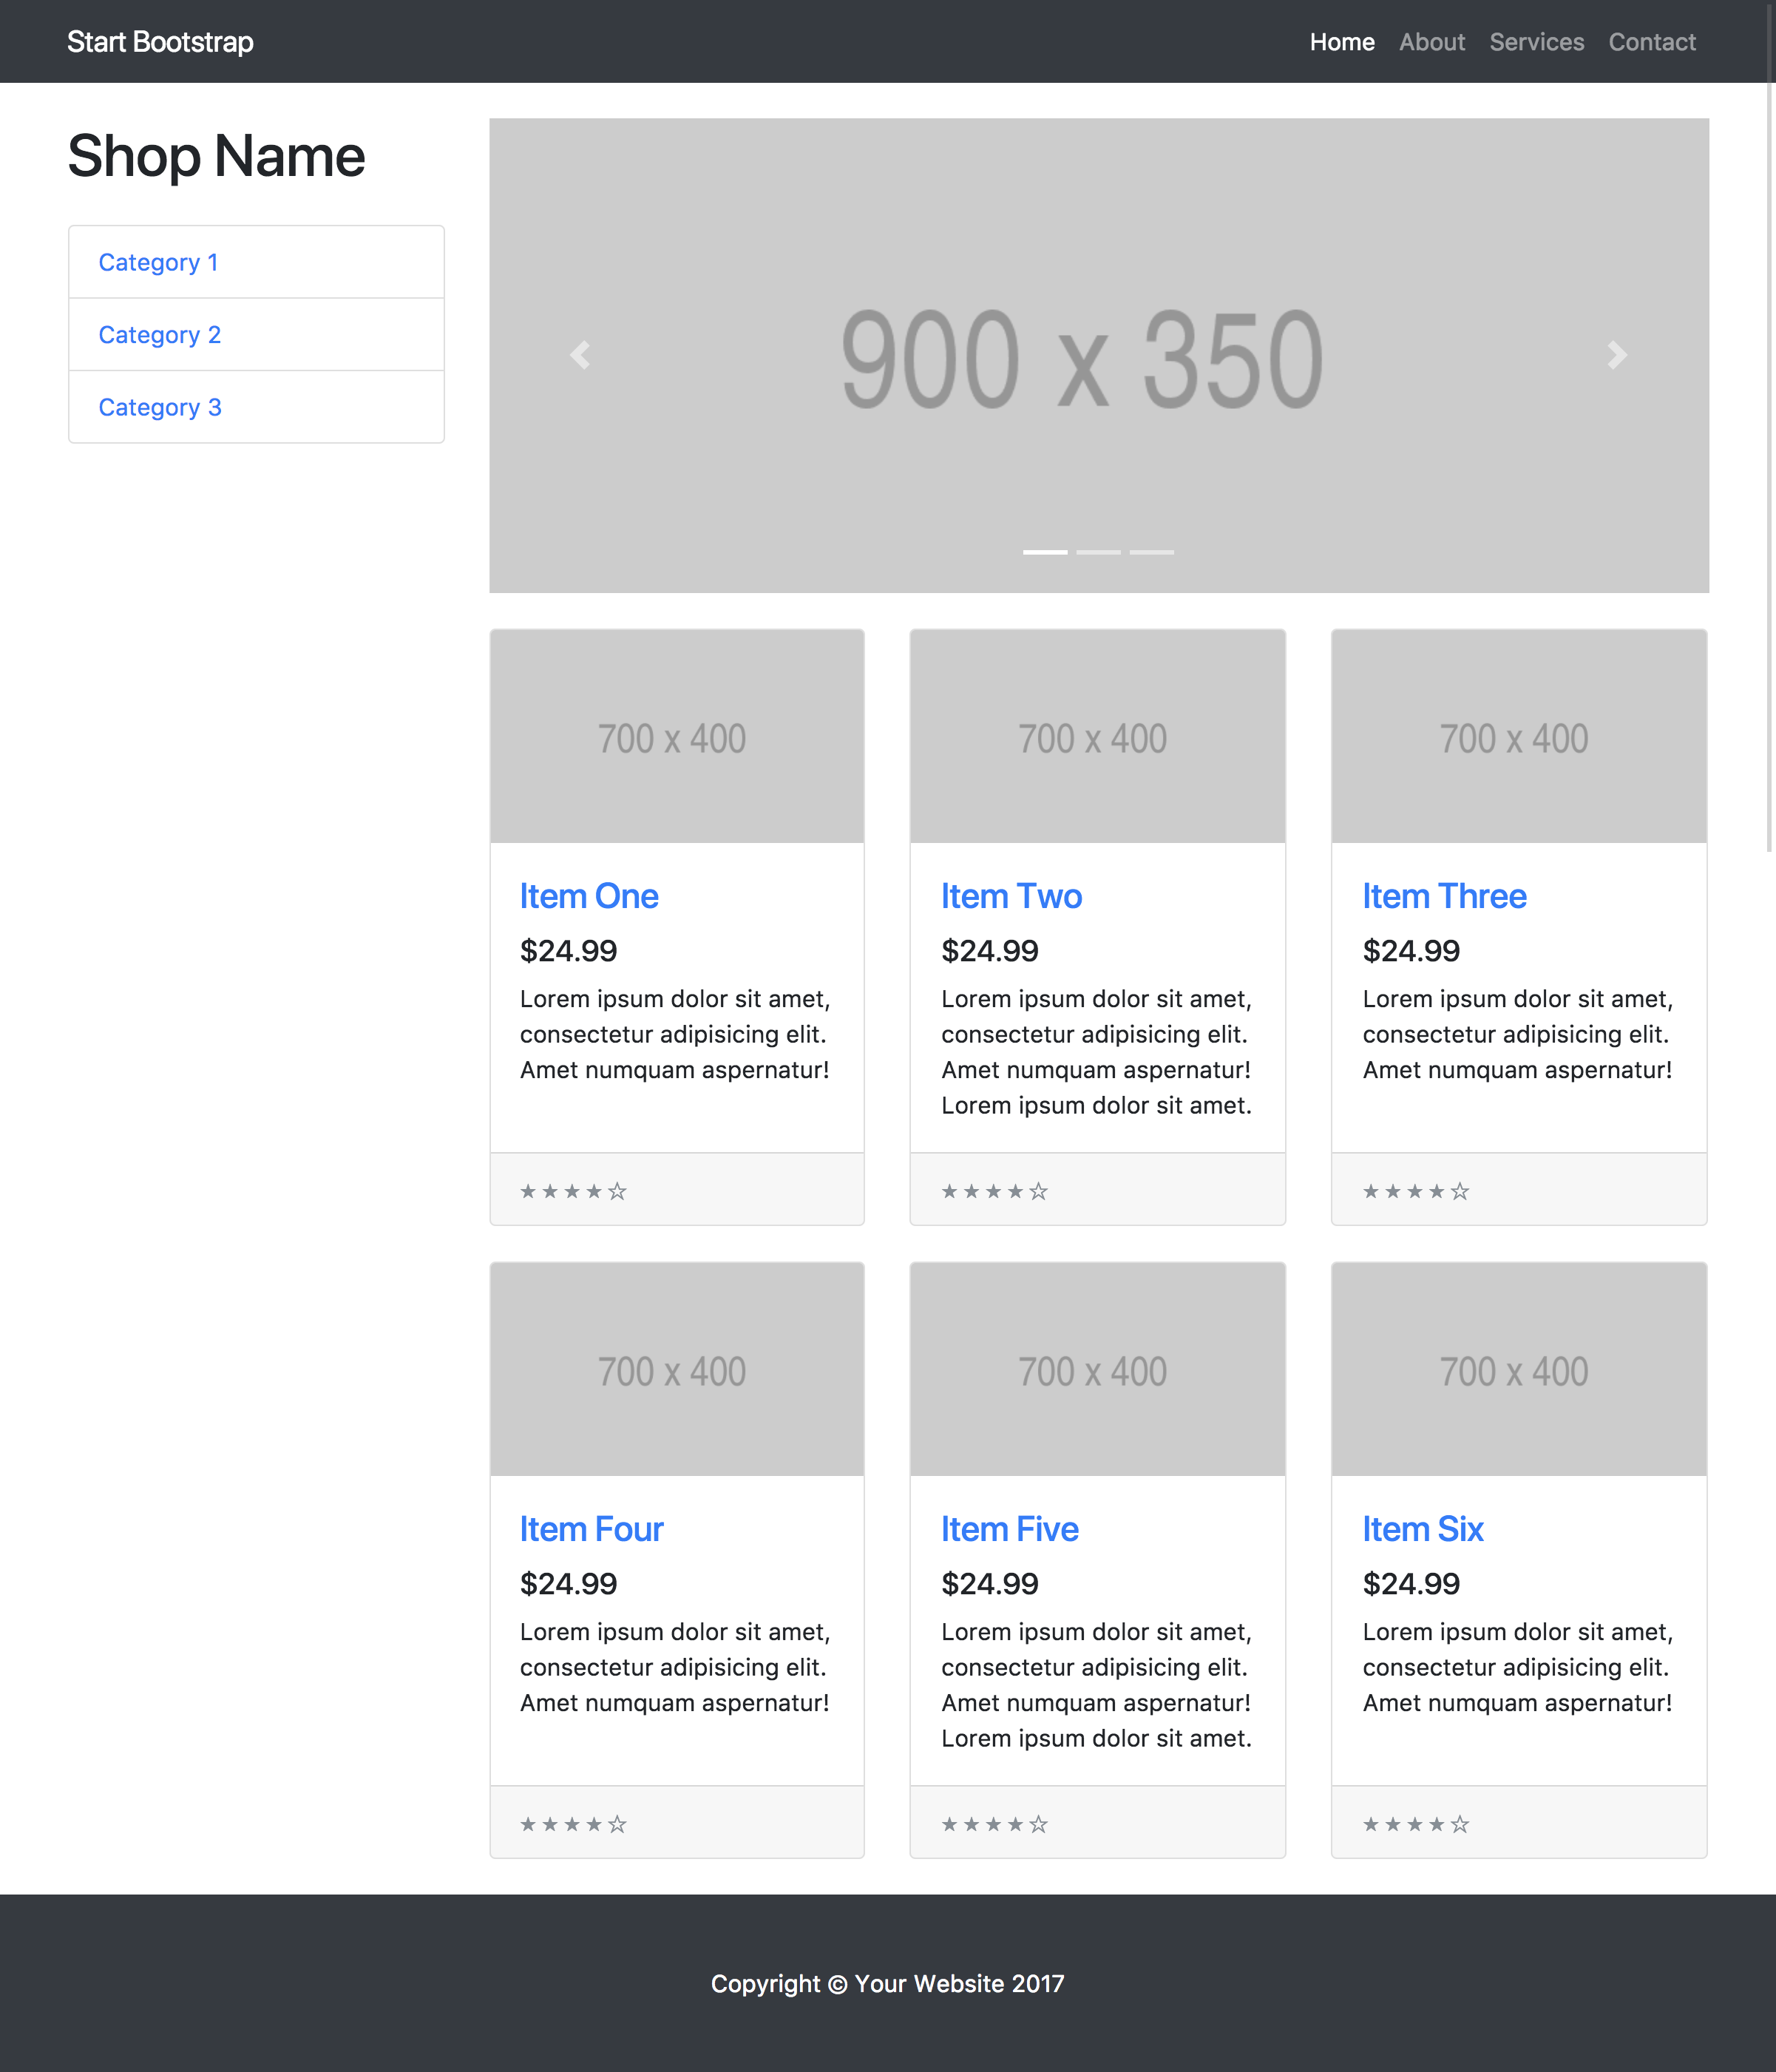 Start Bootstrap
Home About Services Contact
Shop Name
Category 1
Category 2
Category 3
900 x 350
700 x 400
Item One
$24.99
Lorem ipsum dolor sit amet,
consectetur adipisicing elit.
Amet numquam aspernatur!
★ ★ ★ ★ ☆
700 x 400
Item Two
$24.99
Lorem ipsum dolor sit amet,
consectetur adipisicing elit.
Amet numquam aspernatur!
Lorem ipsum dolor sit amet.
★ ★ ★ ★ ☆
700 x 400
Item Three
$24.99
Lorem ipsum dolor sit amet,
consectetur adipisicing elit.
Amet numquam aspernatur!
★ ★ ★ ★ ☆
700 x 400
Item Four
$24.99
Lorem ipsum dolor sit amet,
consectetur adipisicing elit.
Amet numquam aspernatur!
★ ★ ★ ★ ☆
700 x 400
Item Five
$24.99
Lorem ipsum dolor sit amet,
consectetur adipisicing elit.
Amet numquam aspernatur!
Lorem ipsum dolor sit amet.
★ ★ ★ ★ ☆
700 x 400
Item Six
$24.99
Lorem ipsum dolor sit amet,
consectetur adipisicing elit.
Amet numquam aspernatur!
★ ★ ★ ★ ☆
Copyright © Your Website 2017